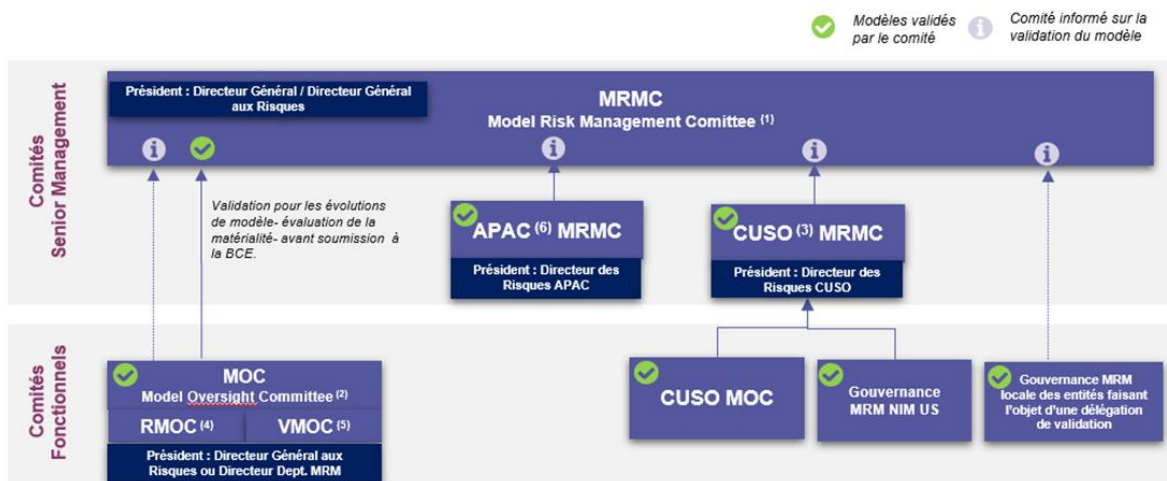 Modèles validés
par le comité
Comité informé sur la
validation du modèle
Comités
Senior Management
Président : Directeur Général / Directeur Général
aux Risques
MRMC
Model Risk Management Comittee (1)
Validation pour les évolutions
de modèle- évaluation de la
matérialité- avant soumission à
la BCE.
APAC (6) MRMC
Président : Directeur des
Risques APAC
CUSO (3) MRMC
Président : Directeur des
Risques CUSO
Comités
Fonctionnels
MOC
Model Oversight Committee (2)
RMOC (4)
VMOC (5)
Président : Directeur Général aux
Risques ou Directeur Dept. MRM
CUSO MOC
Gouvernance
MRM NIM US
Gouvernance MRM
locale des entités faisant
l'objet d'une délégation
de validation